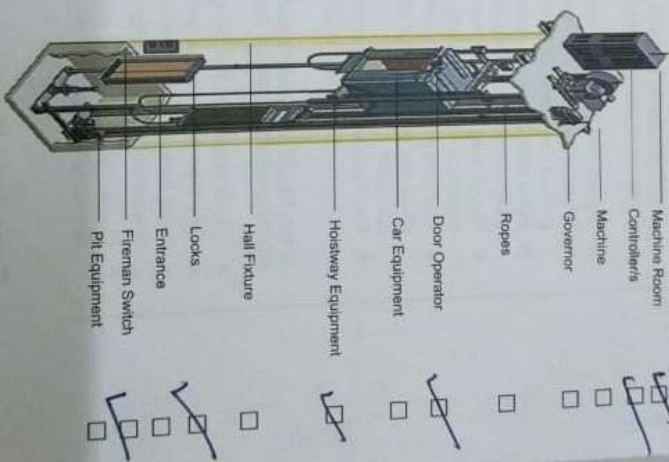 Machine Room
Controller/s
Machine
Governor
Ropes
Door Operator
Car Equipment
Hoistway Equipment
Hall Fixture
Locks
Entrance
Fireman Switch
Pit Equipment